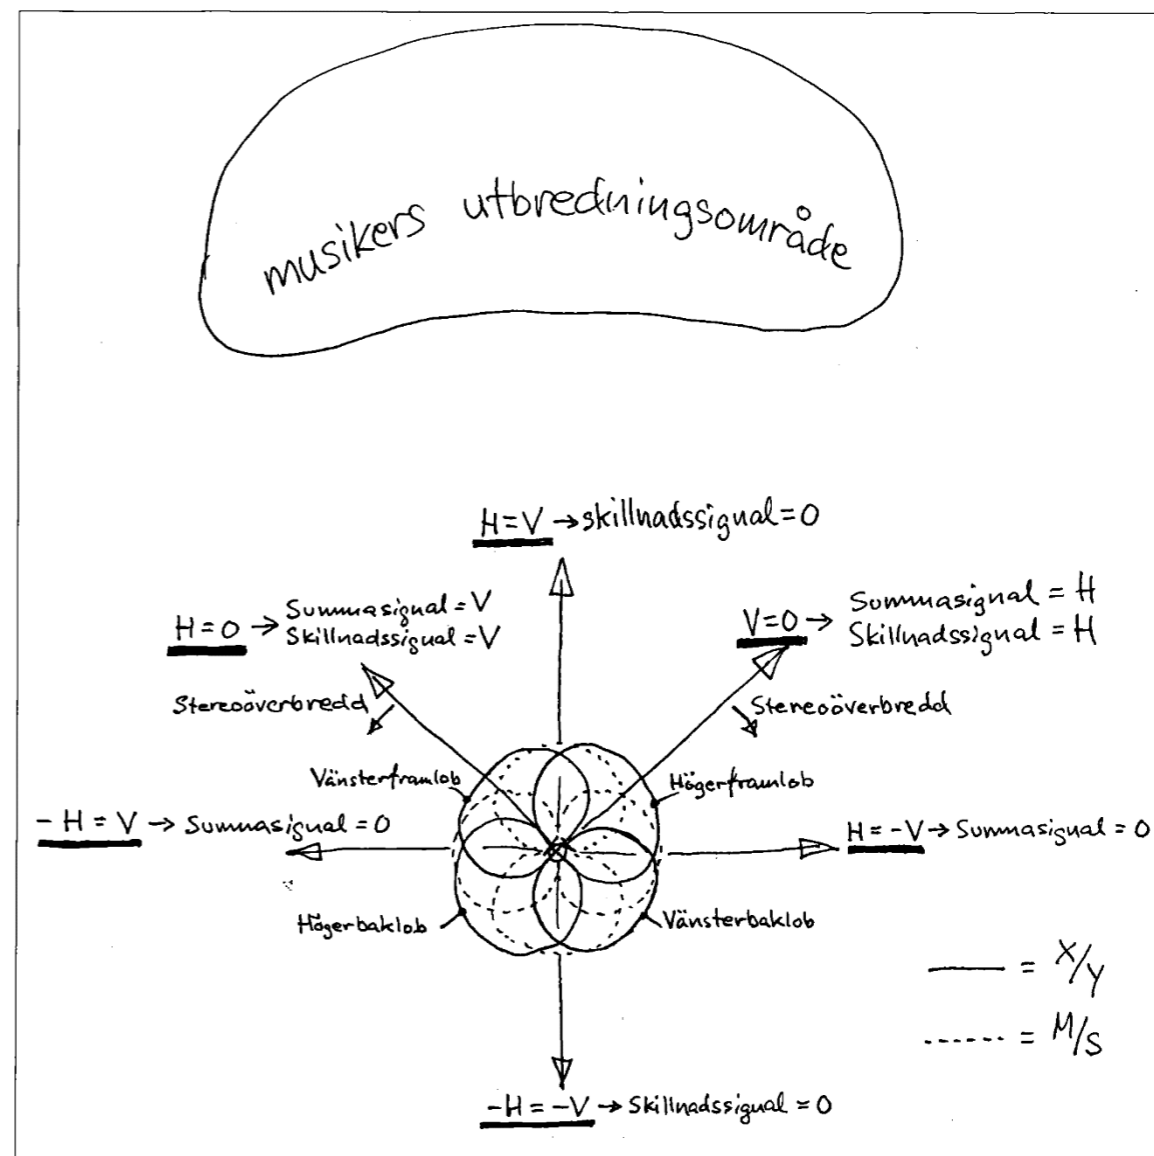 musikers utbredningsområde
H=V → skillnadssignal=0
H=0 → Summasignal=V
Skillnadssignal=V
V=0 → Summasignal = H
Skillnadssignal = H
Stereoöverbredd
Stereoöverbredd
Vänsterframlob
Högerframlob
-H=V → Summasignal=0
H=-V → Summasignal=0
Högerbaklob
Vänsterbaklob
= X/Y
= M/S
-H=-V → Skillnadssignal=0